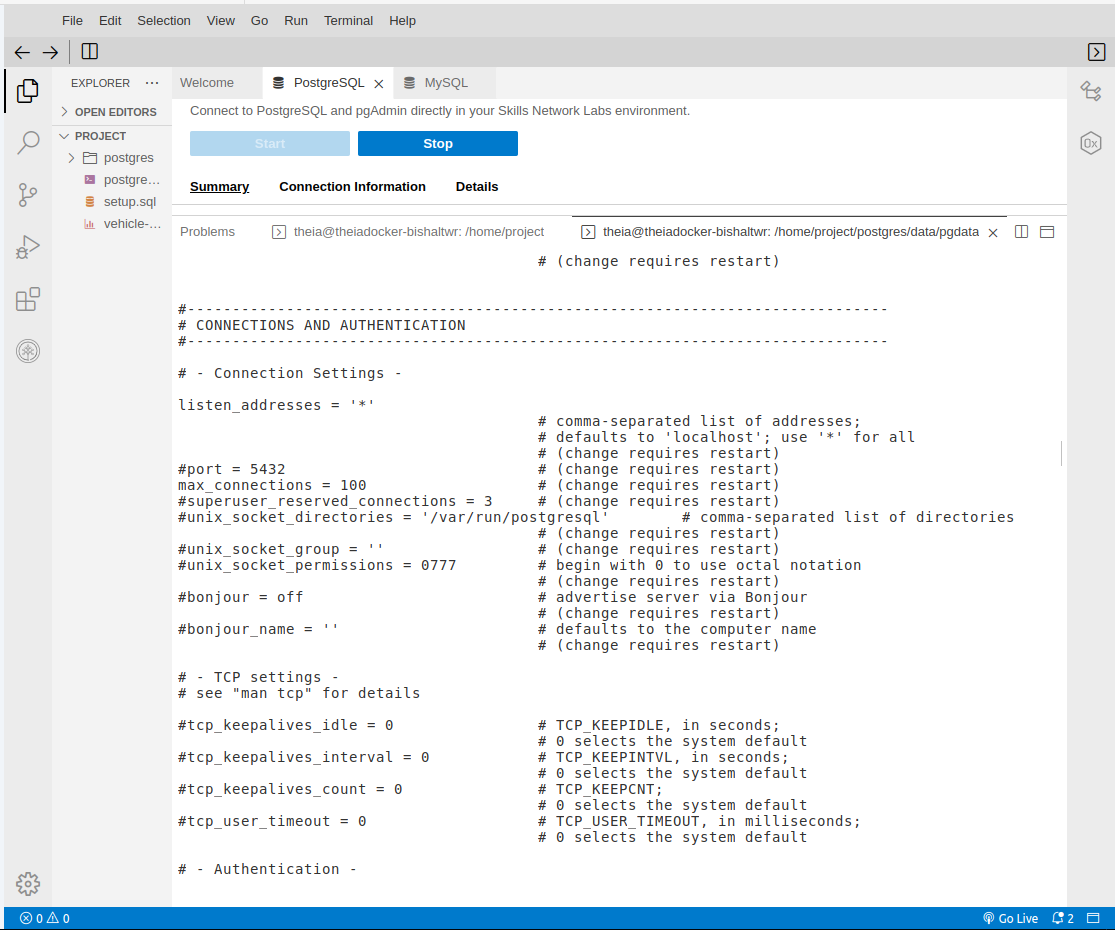 File Edit Selection View Go Run Terminal Help
EXPLORER ···
Welcome PostgreSQL MySQL
OPEN EDITORS
PROJECT
postgres
postgre...
setup.sql
vehicle-...
Connect to PostgreSQL and pgAdmin directly in your Skills Network Labs environment.
Start Stop
Summary Connection Information Details
Problems theia@theiadocker-bishaltwr: /home/project theia@theiadocker-bishaltwr: /home/project/postgres/data/pgdata
# (change requires restart)
#------------------------------------------------------------------------------
# CONNECTIONS AND AUTHENTICATION
#------------------------------------------------------------------------------
# - Connection Settings -
listen_addresses = '*'
# comma-separated list of addresses;
# defaults to 'localhost'; use '*' for all
# (change requires restart)
#port = 5432 # (change requires restart)
max_connections = 100 # (change requires restart)
#superuser_reserved_connections = 3 # (change requires restart)
#unix_socket_directories = '/var/run/postgresql' # comma-separated list of directories
# (change requires restart)
#unix_socket_group = '' # (change requires restart)
#unix_socket_permissions = 0777 # begin with 0 to use octal notation
# (change requires restart)
#bonjour = off # advertise server via Bonjour
# (change requires restart)
#bonjour_name = '' # defaults to the computer name
# (change requires restart)
# - TCP settings -
# see "man tcp" for details
#tcp_keepalives_idle = 0 # TCP_KEEPIDLE, in seconds;
# 0 selects the system default
#tcp_keepalives_interval = 0 # TCP_KEEPINTVL, in seconds;
# 0 selects the system default
#tcp_keepalives_count = 0 # TCP_KEEPCNT;
# 0 selects the system default
#tcp_user_timeout = 0 # TCP_USER_TIMEOUT, in milliseconds;
# 0 selects the system default
# - Authentication -
0 0 Go Live 2